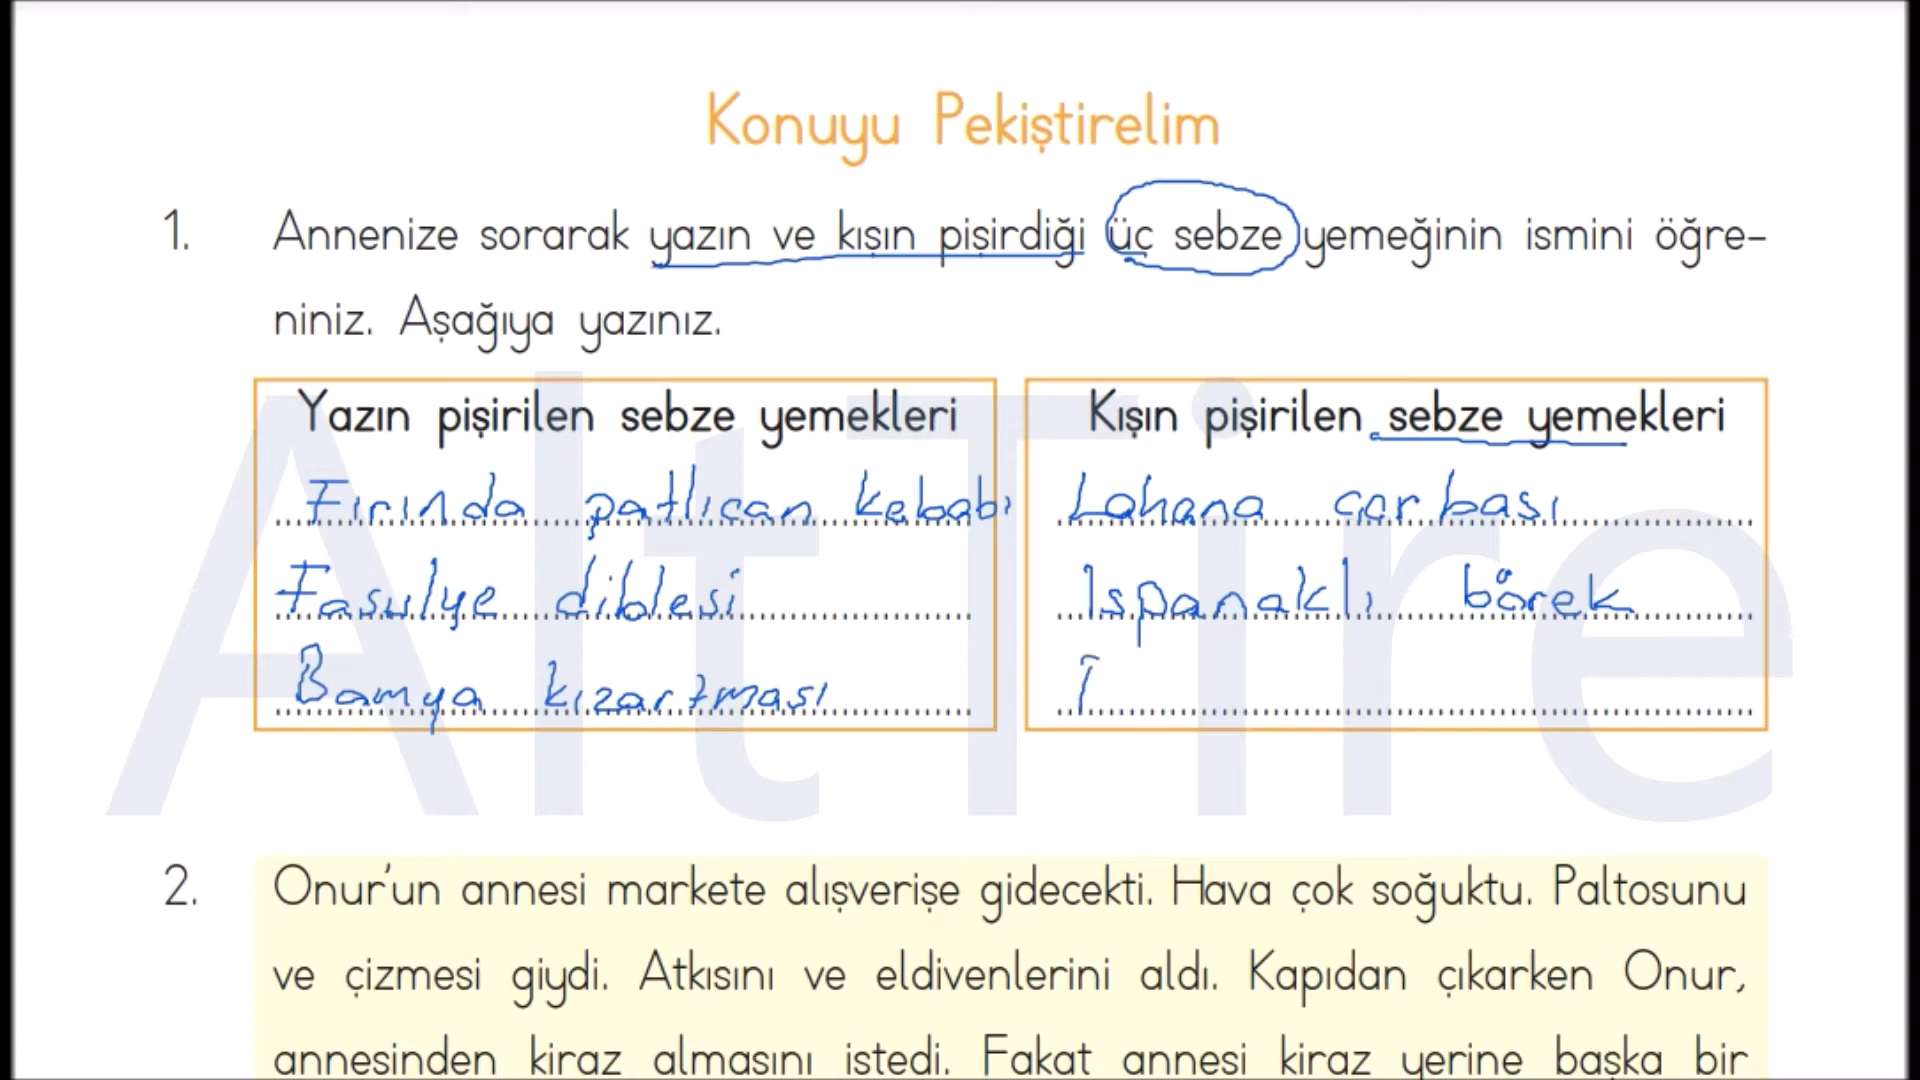 Konuyu Pekiştirelim
1. Annenize sorarak yazın ve kışın pişirdiği üç sebze yemeğinin ismini öğre-
niniz. Aşağıya yazınız.
Yazın pişirilen sebze yemekleri
Fırında patlıcan kebabı
Fasulye diblesi
Bamya kızartması
Kışın pişirilen sebze yemekleri
Lahana çorbası
Ispanaklı börek
2. Onur'un annesi markete alışverişe gidecekti. Hava çok soğuktu. Paltosunu
ve çizmesi giydi. Atkısını ve eldivenlerini aldı. Kapıdan çıkarken Onur,
annesinden kiraz almasını istedi. Fakat annesi kiraz yerine başka bir
AltTire